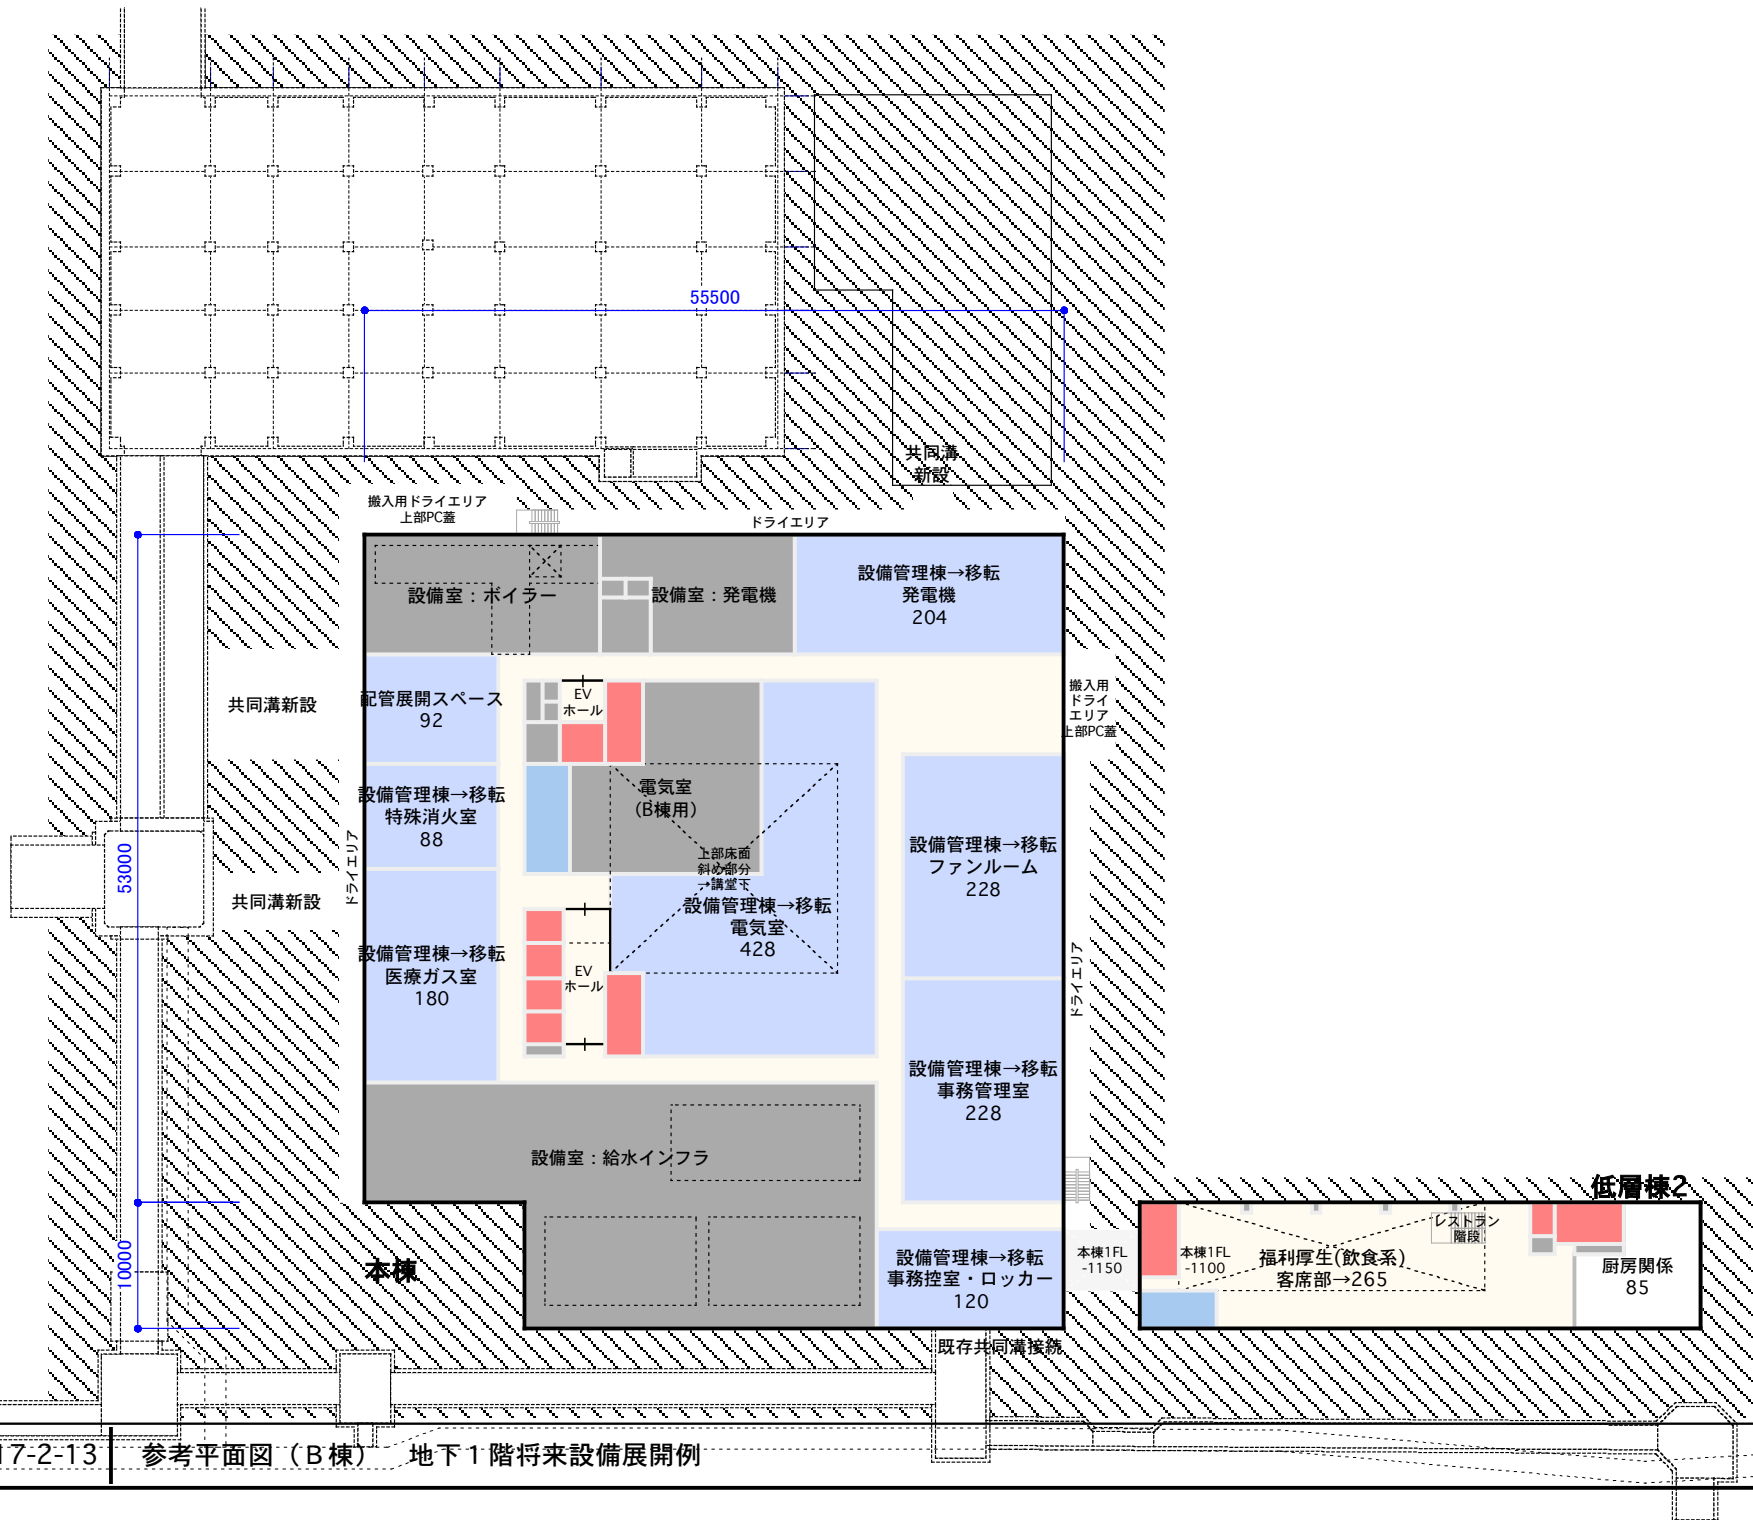 55500
共同溝
新設
搬入用ドライエリア
上部PC蓋
ドライエリア
設備室：ボイラー
設備室：発電機
設備管理棟→移転
発電機
204
共同溝新設
配管展開スペース
92
EV
ホール
搬入用
ドライ
エリア
上部PC蓋
設備管理棟→移転
特殊消火室
88
電気室
（B棟用）
53000
ドライエリア
上部床面
斜め部分
→講堂下
設備管理棟→移転
ファンルーム
228
共同溝新設
設備管理棟→移転
電気室
428
設備管理棟→移転
医療ガス室
180
EV
ホール
ドライエリア
設備管理棟→移転
事務管理室
228
設備室：給水インフラ
低層棟2
10000
本棟
設備管理棟→移転
事務控室・ロッカー
120
本棟1FL
-1150
本棟1FL
-1100
レストラン
階段
福利厚生(飲食系)
客席部→265
厨房関係
85
既存共同溝接続
17-2-13
参考平面図（Ｂ棟）　地下１階将来設備展開例